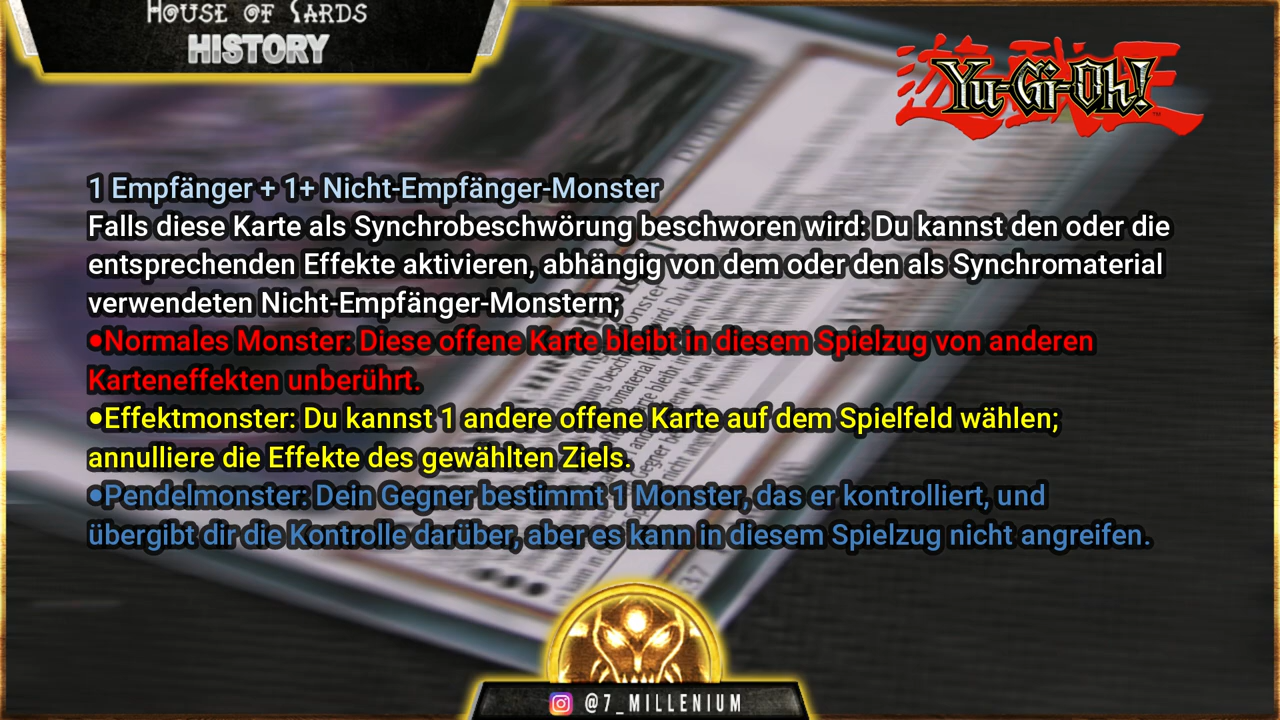 House of Cards
HISTORY
Yu-Gi-Oh!
1 Empfänger + 1+ Nicht-Empfänger-Monster
Falls diese Karte als Synchrobeschwörung beschworen wird: Du kannst den oder die
entsprechenden Effekte aktivieren, abhängig von dem oder den als Synchromaterial
verwendeten Nicht-Empfänger-Monstern;
•Normales Monster: Diese offene Karte bleibt in diesem Spielzug von anderen
Karteneffekten unberührt.
•Effektmonster: Du kannst 1 andere offene Karte auf dem Spielfeld wählen;
annulliere die Effekte des gewählten Ziels.
•Pendelmonster: Dein Gegner bestimmt 1 Monster, das er kontrolliert, und
übergibt dir die Kontrolle darüber, aber es kann in diesem Spielzug nicht angreifen.
@7_MILLENIUM